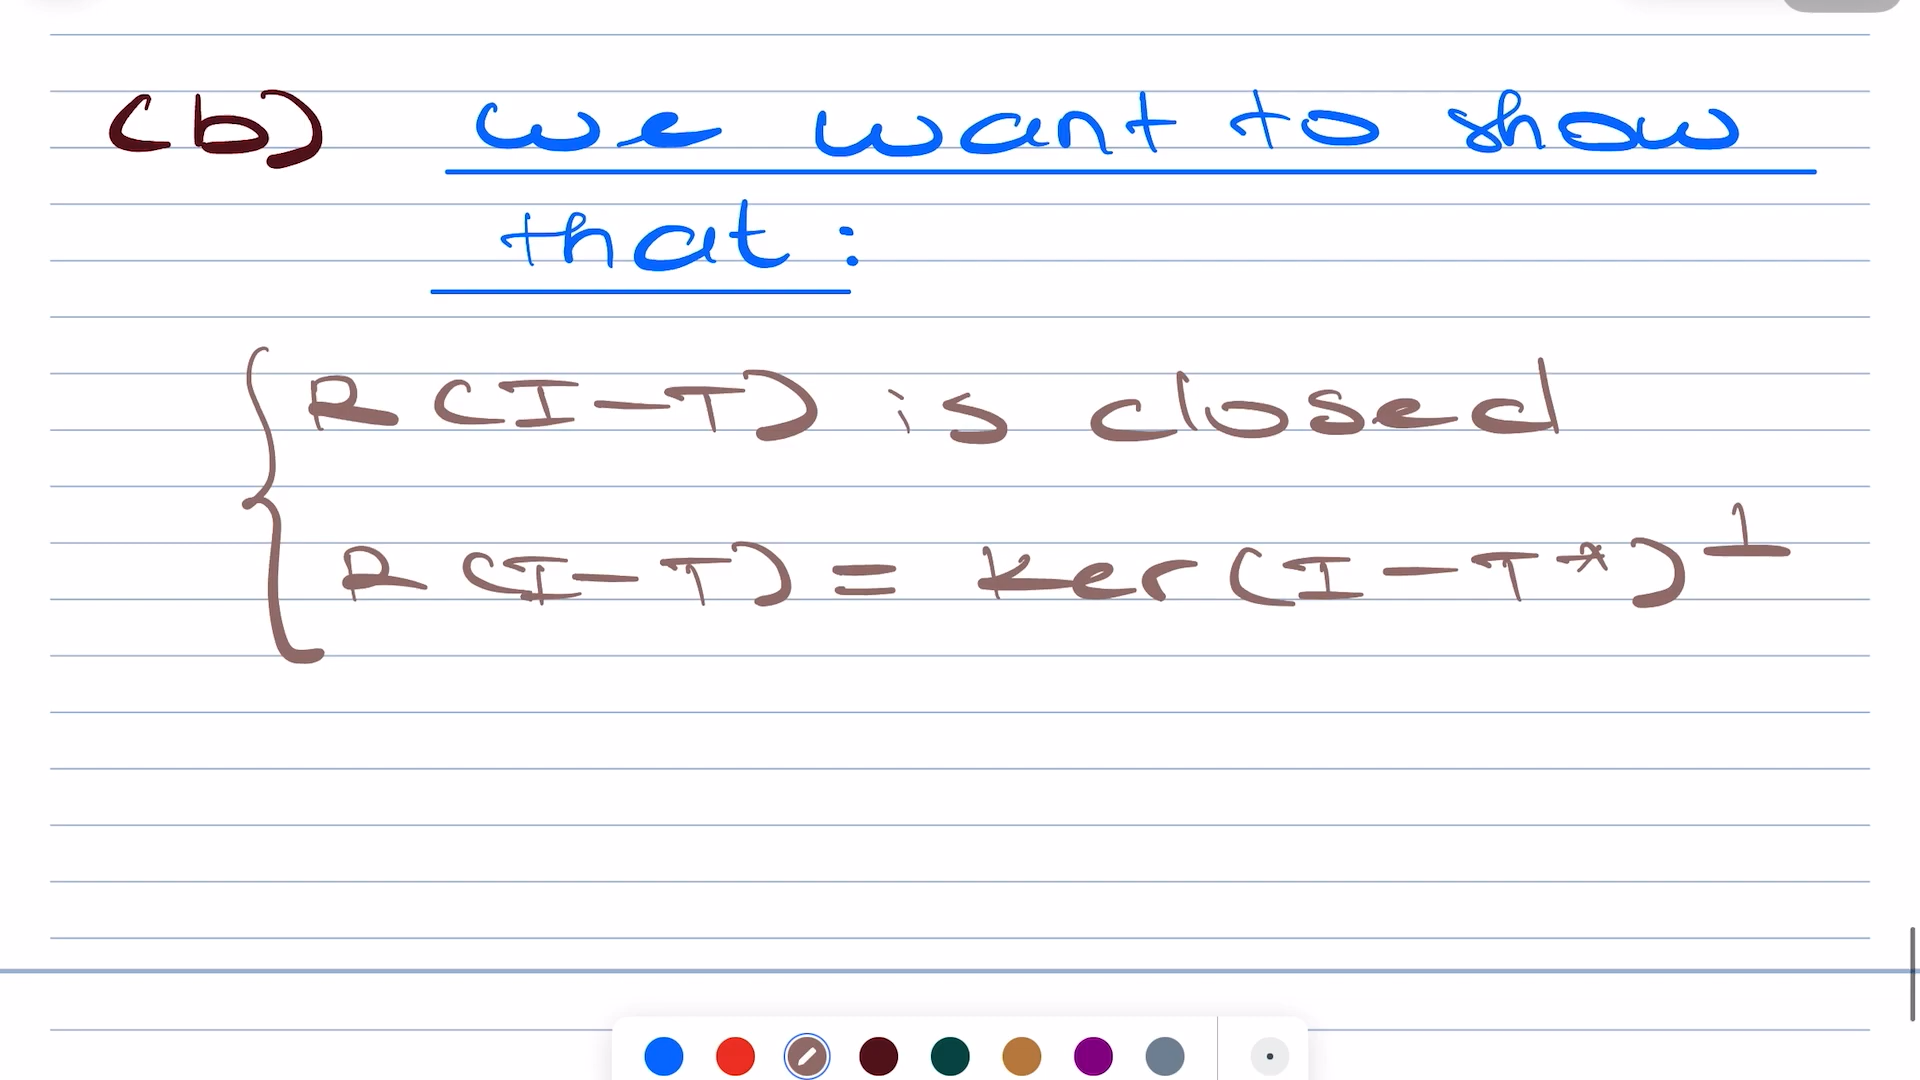 (b) we want to show
that :
R(I-T) is closed
R(I-T) = Ker(I-T*)⊥